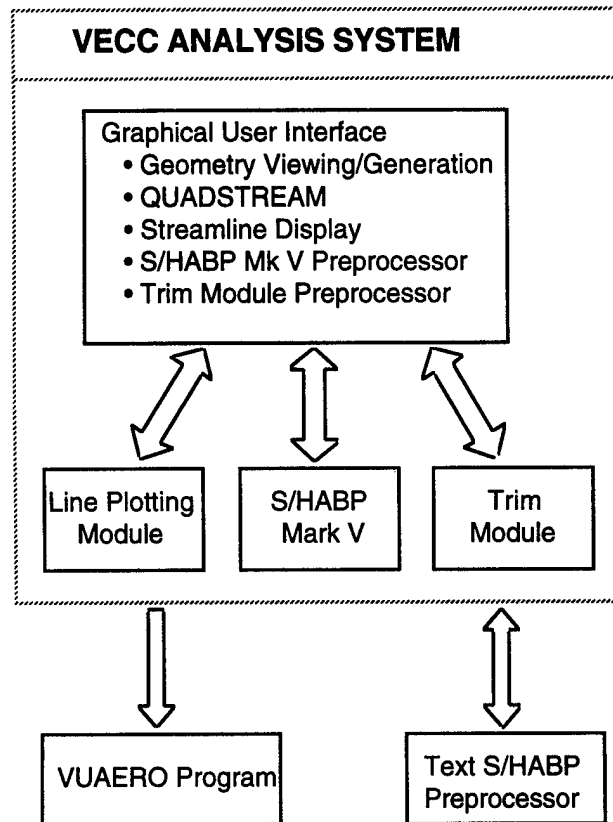 VECC ANALYSIS SYSTEM
Graphical User Interface
• Geometry Viewing/Generation
• QUADSTREAM
• Streamline Display
• S/HABP Mk V Preprocessor
• Trim Module Preprocessor
Line Plotting
Module
S/HABP
Mark V
Trim
Module
VUAERO Program
Text S/HABP
Preprocessor